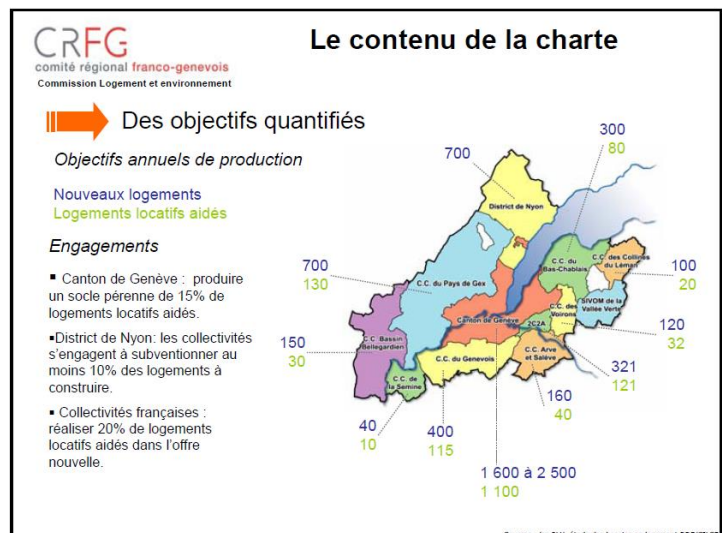 CRFG
comité régional franco-genevois
Commission Logement et environnement
Le contenu de la charte
Des objectifs quantifiés
Objectifs annuels de production
Nouveaux logements
Logements locatifs aidés
Engagements
▪ Canton de Genève : produire
un socle pérenne de 15% de
logements locatifs aidés.
▪District de Nyon: les collectivités
s'engagent à subventionner au
moins 10% des logements à
construire.
▪ Collectivités françaises :
réaliser 20% de logements
locatifs aidés dans l'offre
nouvelle.
700
300
80
District de Nyon
C.C. du
Bas-Chablais
C.C. des Collines
du Léman
100
20
700
130
C.C. du Pays de Gex
SIVOM de la
Vallée Verte
C.C. des
Voirons
Canton de Genève
2C2A
120
32
150
30
C.C. Bassin
Bellegardien
C.C. du Genevois
C.C. Arve
et Salève
321
121
C.C. de
la Semine
160
40
40
10
400
115
1 600 à 2 500
1 100